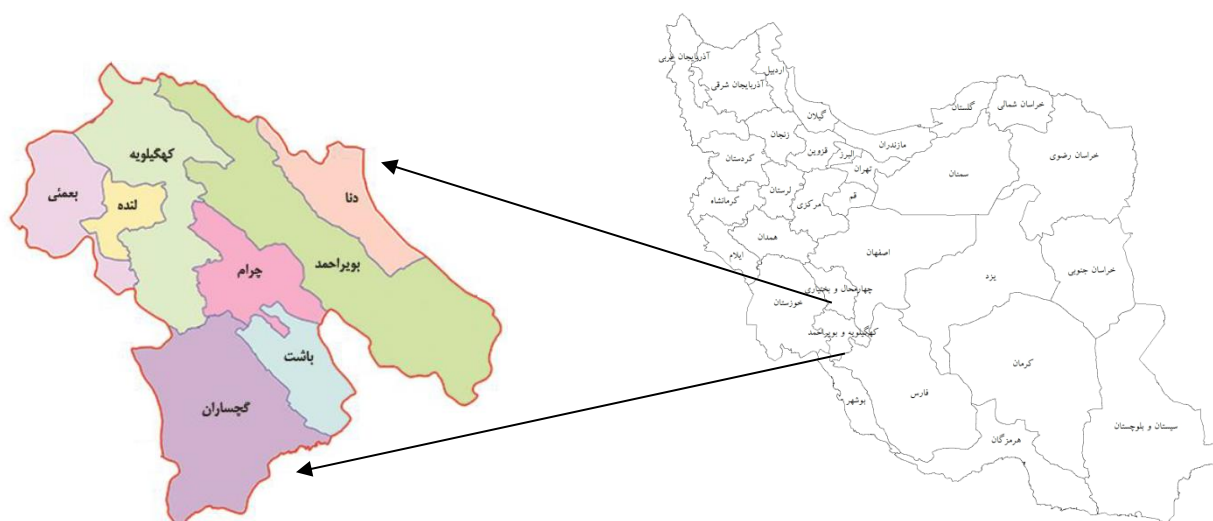 کهگیلویه
بعمئی
لنده
دنا
بویراحمد
چرام
باشت
گچساران
آذربایجان غربی
اردبیل
آذربایجان شرقی
گیلان
زنجان
کردستان
قزوین
مازندران
گلستان
خراسان شمالی
خراسان رضوی
البرز
تهران
سمنان
قم
مرکزی
لرستان
کرمانشاه
همدان
ایلام
اصفهان
یزد
خراسان جنوبی
چهارمحال و بختیاری
خوزستان
کهگیلویه و بویراحمد
کرمان
فارس
بوشهر
هرمزگان
سیستان و بلوچستان